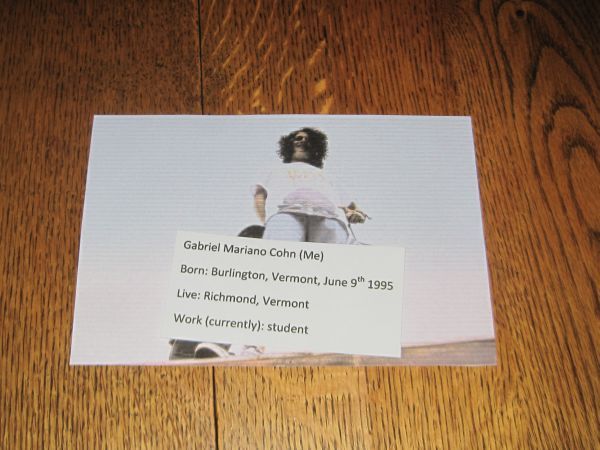 Gabriel Mariano Cohn (Me)
Born: Burlington, Vermont, June 9th 1995
Live: Richmond, Vermont
Work (currently): student